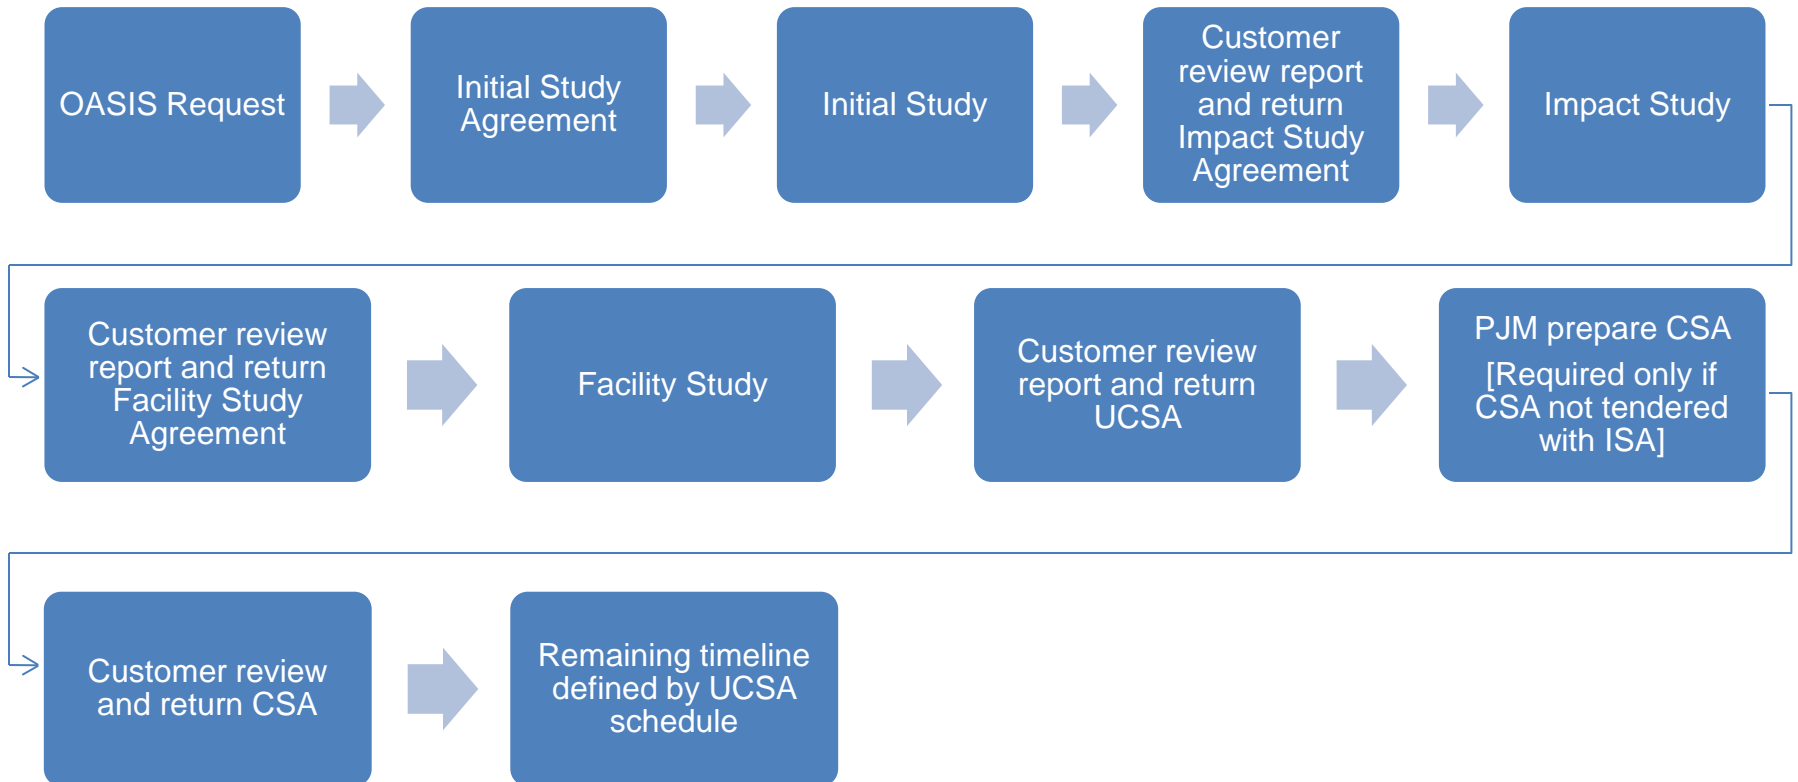 OASIS Request
Initial Study
Agreement
Initial Study
Customer
review report
and return
Impact Study
Agreement
Impact Study
Customer review
report and return
Facility Study
Agreement
Facility Study
Customer review
report and return
UCSA
PJM prepare CSA
[Required only if
CSA not tendered
with ISA]
Customer review
and return CSA
Remaining timeline
defined by UCSA
schedule